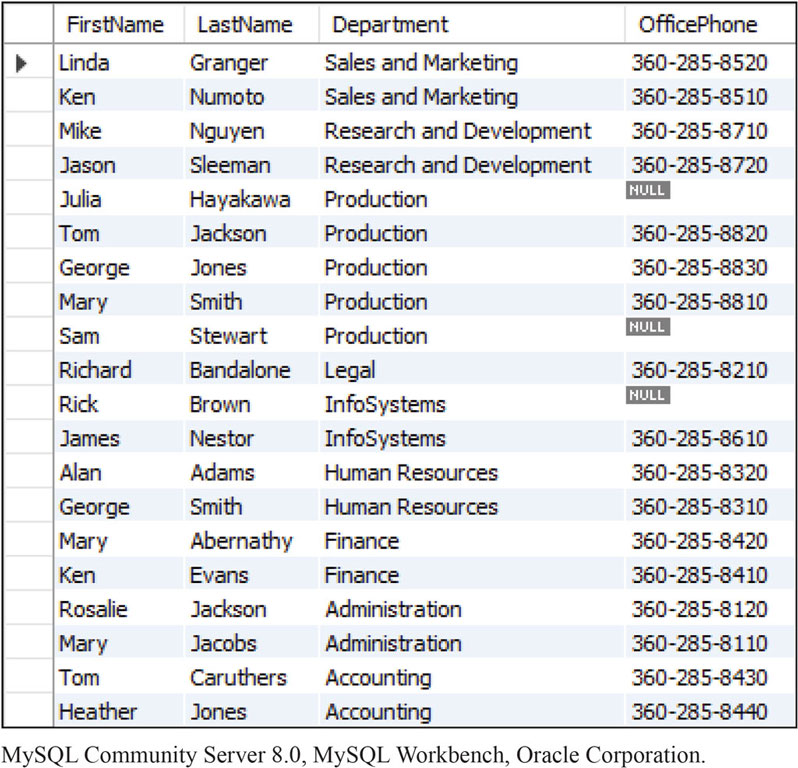 FirstName LastName Department OfficePhone
Linda Granger Sales and Marketing 360-285-8520
Ken Numoto Sales and Marketing 360-285-8510
Mike Nguyen Research and Development 360-285-8710
Jason Sleeman Research and Development 360-285-8720
Julia Hayakawa Production NULL
Tom Jackson Production 360-285-8820
George Jones Production 360-285-8830
Mary Smith Production 360-285-8810
Sam Stewart Production NULL
Richard Bandalone Legal 360-285-8210
Rick Brown InfoSystems NULL
James Nestor InfoSystems 360-285-8610
Alan Adams Human Resources 360-285-8320
George Smith Human Resources 360-285-8310
Mary Abernathy Finance 360-285-8420
Ken Evans Finance 360-285-8410
Rosalie Jackson Administration 360-285-8120
Mary Jacobs Administration 360-285-8110
Tom Caruthers Accounting 360-285-8430
Heather Jones Accounting 360-285-8440
MySQL Community Server 8.0, MySQL Workbench, Oracle Corporation.